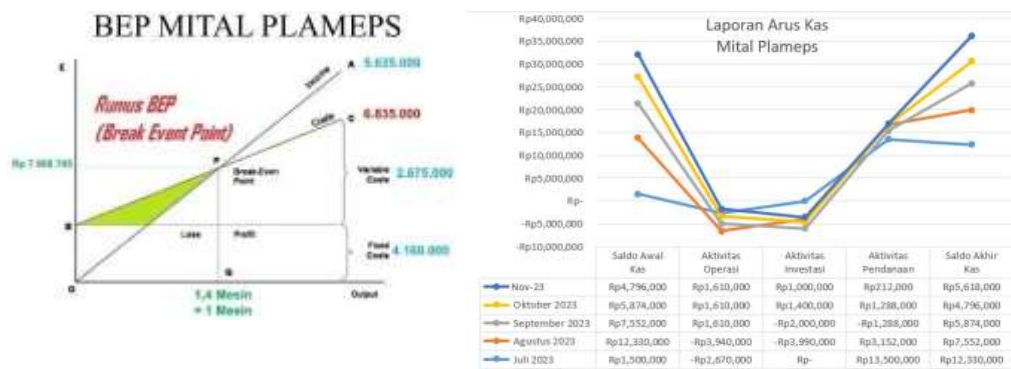 BEP MITAL PLAMEPS
E
Rumus BEP
(Break Event Point)
Income
A 5.635.000
Costs
C 6.835.000
P
Break-Even
Point
Variable
Costs 2.675.000
B
Loss Profit
Fixed
Costs 4.160.000
O
Q
Output
1,4 Mesin
= 1 Mesin
Laporan Arus Kas
Mital Plameps
Rp40,000,000
Rp35,000,000
Rp30,000,000
Rp25,000,000
Rp20,000,000
Rp15,000,000
Rp10,000,000
Rp5,000,000
Rp-
-Rp5,000,000
-Rp10,000,000
Saldo Awal Kas Aktivitas Operasi Aktivitas Investasi Aktivitas Pendanaan Saldo Akhir Kas
Nov-23 Rp4,796,000 Rp1,610,000 Rp1,000,000 Rp212,000 Rp5,618,000
Oktober 2023 Rp5,874,000 Rp1,610,000 Rp1,400,000 Rp1,288,000 Rp4,796,000
September 2023 Rp7,552,000 Rp1,610,000 -Rp2,000,000 -Rp1,288,000 Rp5,874,000
Agustus 2023 Rp12,330,000 -Rp3,940,000 -Rp3,990,000 Rp3,152,000 Rp7,552,000
Juli 2023 Rp1,500,000 -Rp2,670,000 Rp- Rp13,500,000 Rp12,330,000